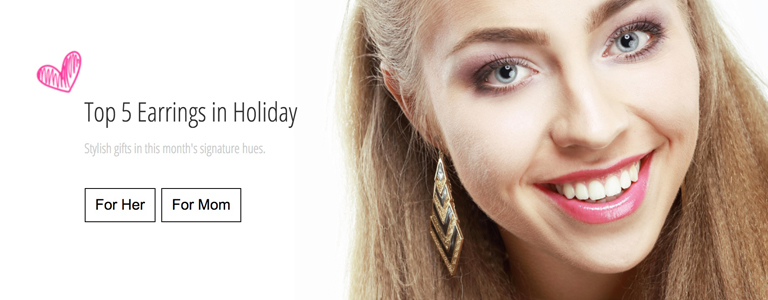 Top 5 Earrings in Holiday
Stylish gifts in this month's signature hues.
For Her
For Mom